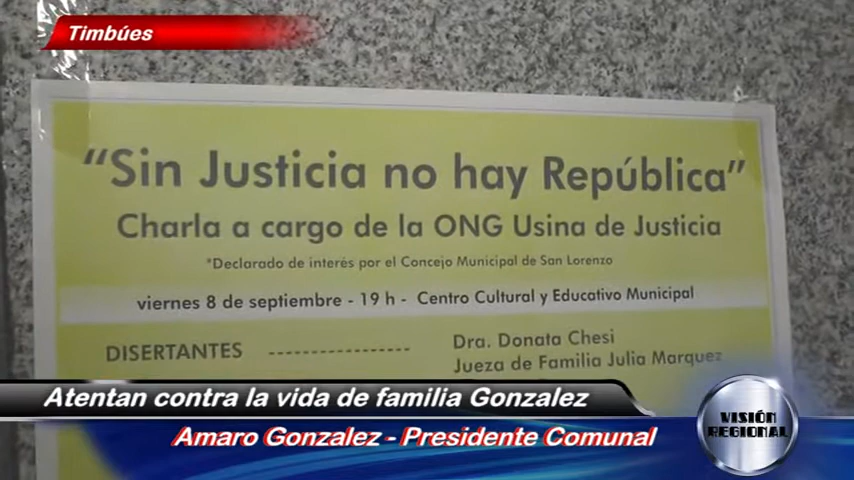 Timbúes
“Sin Justicia no hay República”
Charla a cargo de la ONG Usina de Justicia
*Declarado de interés por el Concejo Municipal de San Lorenzo
viernes 8 de septiembre - 19 h - Centro Cultural y Educativo Municipal
DISERTANTES ----------------- Dra. Donata Chesi
Jueza de Familia Julia Marquez
Atentan contra la vida de familia Gonzalez
Amaro Gonzalez - Presidente Comunal
VISIÓN
REGIONAL